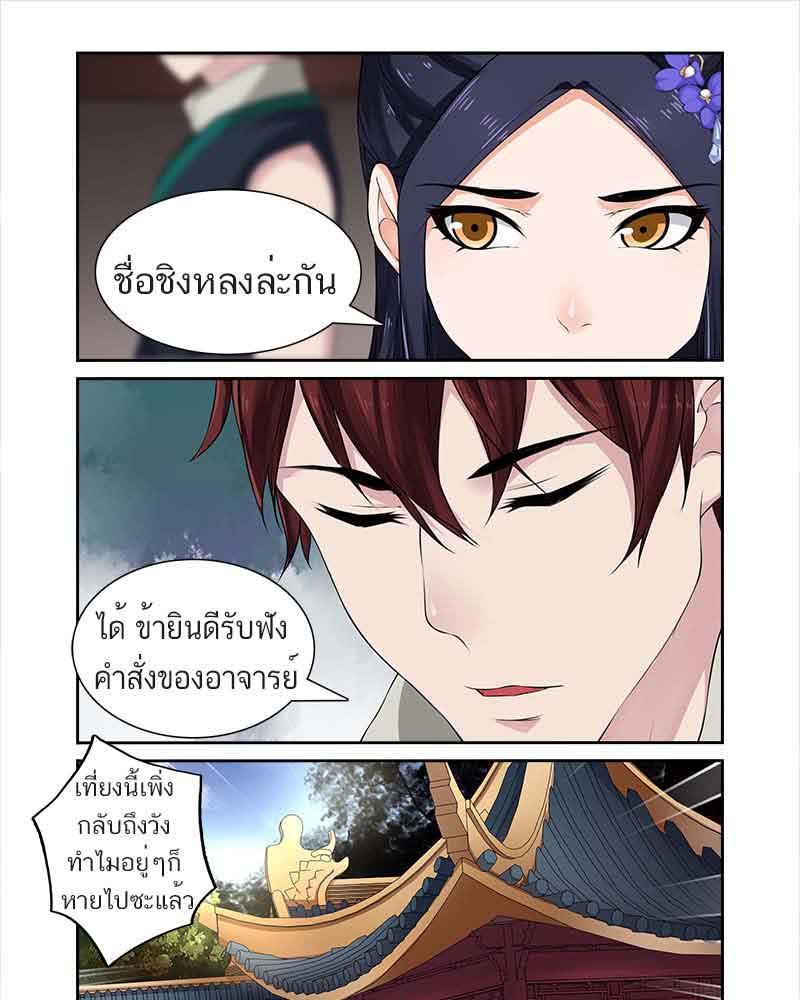 ชื่อชิงหลงล่ะกัน
ได้ ข้ายินดีรับฟัง
คำสั่งของอาจารย์
เที่ยงนี้เพิ่ง
กลับถึงวัง
ทำไมอยู่ๆก็
หายไปซะแล้ว